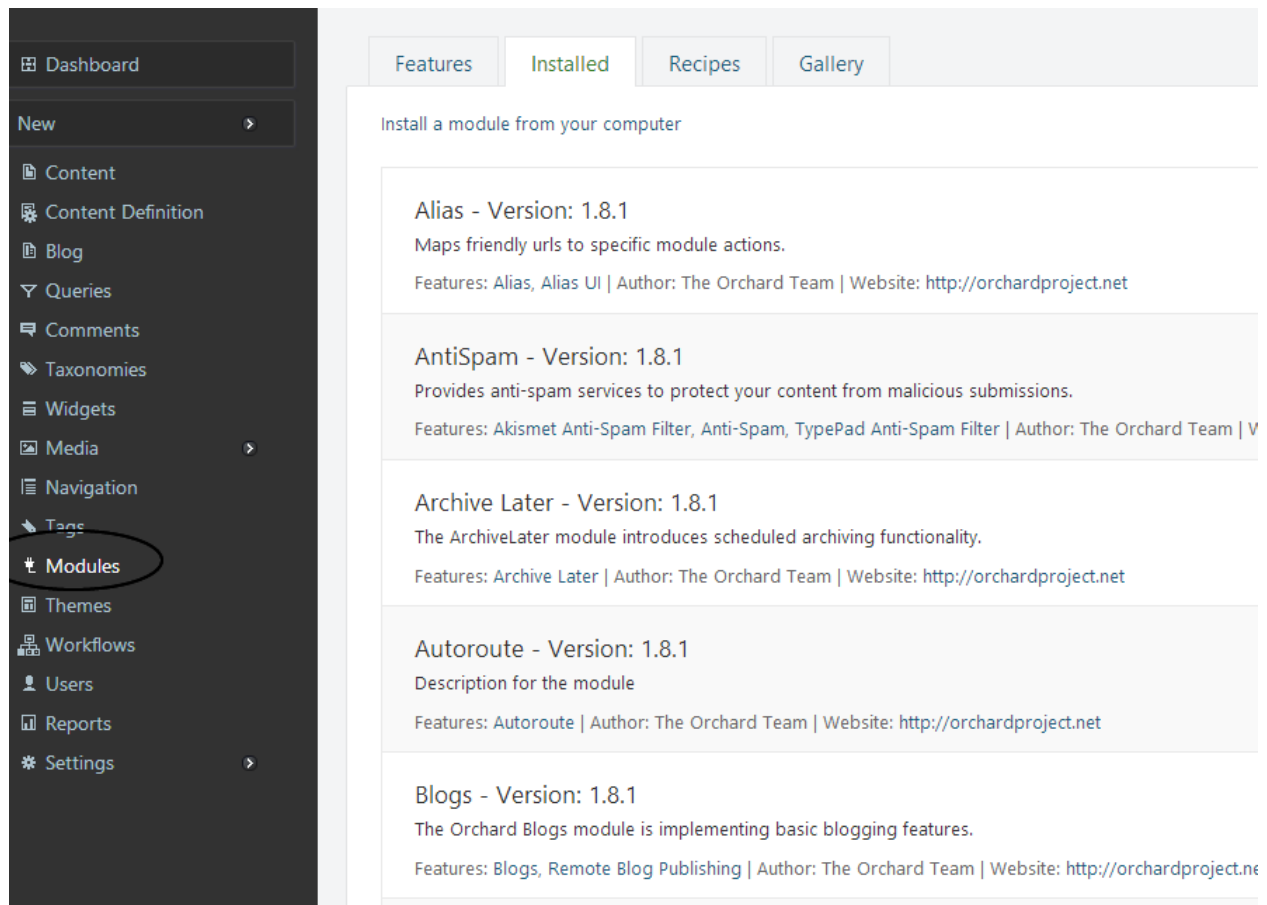 Dashboard
New
Content
Content Definition
Blog
Queries
Comments
Taxonomies
Widgets
Media
Navigation
Tags
Modules
Themes
Workflows
Users
Reports
Settings
Features Installed Recipes Gallery
Install a module from your computer
Alias - Version: 1.8.1
Maps friendly urls to specific module actions.
Features: Alias, Alias UI | Author: The Orchard Team | Website: http://orchardproject.net
AntiSpam - Version: 1.8.1
Provides anti-spam services to protect your content from malicious submissions.
Features: Akismet Anti-Spam Filter, Anti-Spam, TypePad Anti-Spam Filter | Author: The Orchard Team |
Archive Later - Version: 1.8.1
The ArchiveLater module introduces scheduled archiving functionality.
Features: Archive Later | Author: The Orchard Team | Website: http://orchardproject.net
Autoroute - Version: 1.8.1
Description for the module
Features: Autoroute | Author: The Orchard Team | Website: http://orchardproject.net
Blogs - Version: 1.8.1
The Orchard Blogs module is implementing basic blogging features.
Features: Blogs, Remote Blog Publishing | Author: The Orchard Team | Website: http://orchardproject.ne